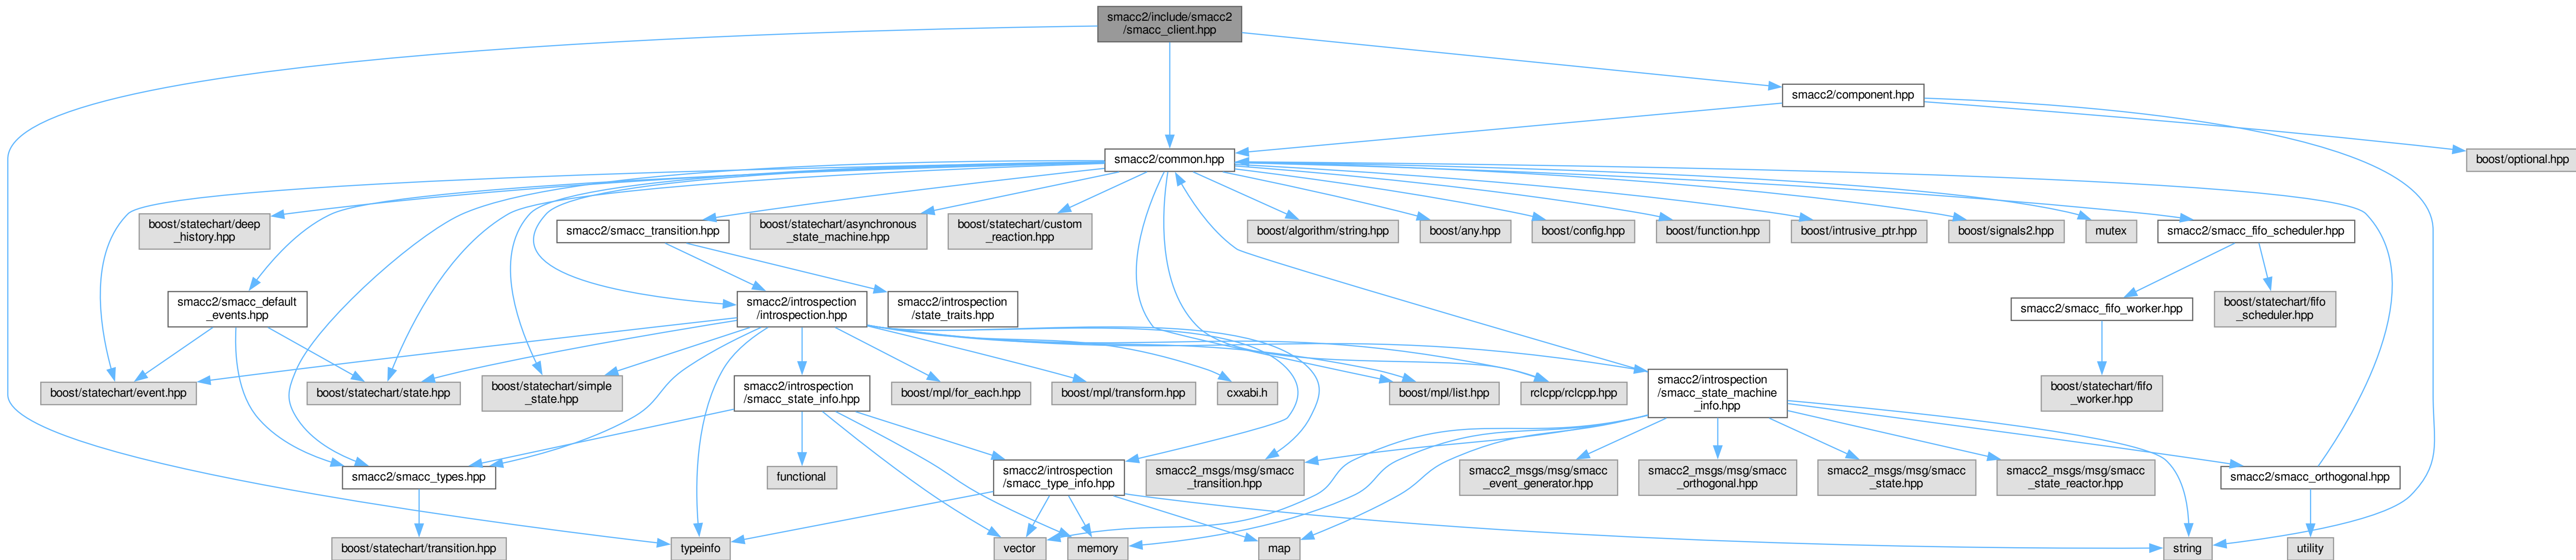 smacc2/include/smacc2
/smacc_client.hpp
smacc2/component.hpp
smacc2/common.hpp
boost/optional.hpp
boost/statechart/deep
_history.hpp
smacc2/smacc_transition.hpp
boost/statechart/asynchronous
_state_machine.hpp
boost/statechart/custom
_reaction.hpp
boost/algorithm/string.hpp
boost/any.hpp
boost/config.hpp
boost/function.hpp
boost/intrusive_ptr.hpp
boost/signals2.hpp
mutex
smacc2/smacc_fifo_scheduler.hpp
smacc2/smacc_default
_events.hpp
smacc2/introspection
/introspection.hpp
smacc2/introspection
/state_traits.hpp
smacc2/smacc_fifo_worker.hpp
boost/statechart/fifo
_scheduler.hpp
boost/statechart/event.hpp
boost/statechart/state.hpp
boost/statechart/simple
_state.hpp
smacc2/introspection
/smacc_state_info.hpp
boost/mpl/for_each.hpp
boost/mpl/transform.hpp
cxxabi.h
boost/mpl/list.hpp
rclcpp/rclcpp.hpp
smacc2/introspection
/smacc_state_machine
_info.hpp
boost/statechart/fifo
_worker.hpp
smacc2/smacc_types.hpp
functional
smacc2/introspection
/smacc_type_info.hpp
smacc2_msgs/msg/smacc
_transition.hpp
smacc2_msgs/msg/smacc
_event_generator.hpp
smacc2_msgs/msg/smacc
_orthogonal.hpp
smacc2_msgs/msg/smacc
_state.hpp
smacc2_msgs/msg/smacc
_state_reactor.hpp
smacc2/smacc_orthogonal.hpp
boost/statechart/transition.hpp
typeinfo
vector
memory
map
string
utility